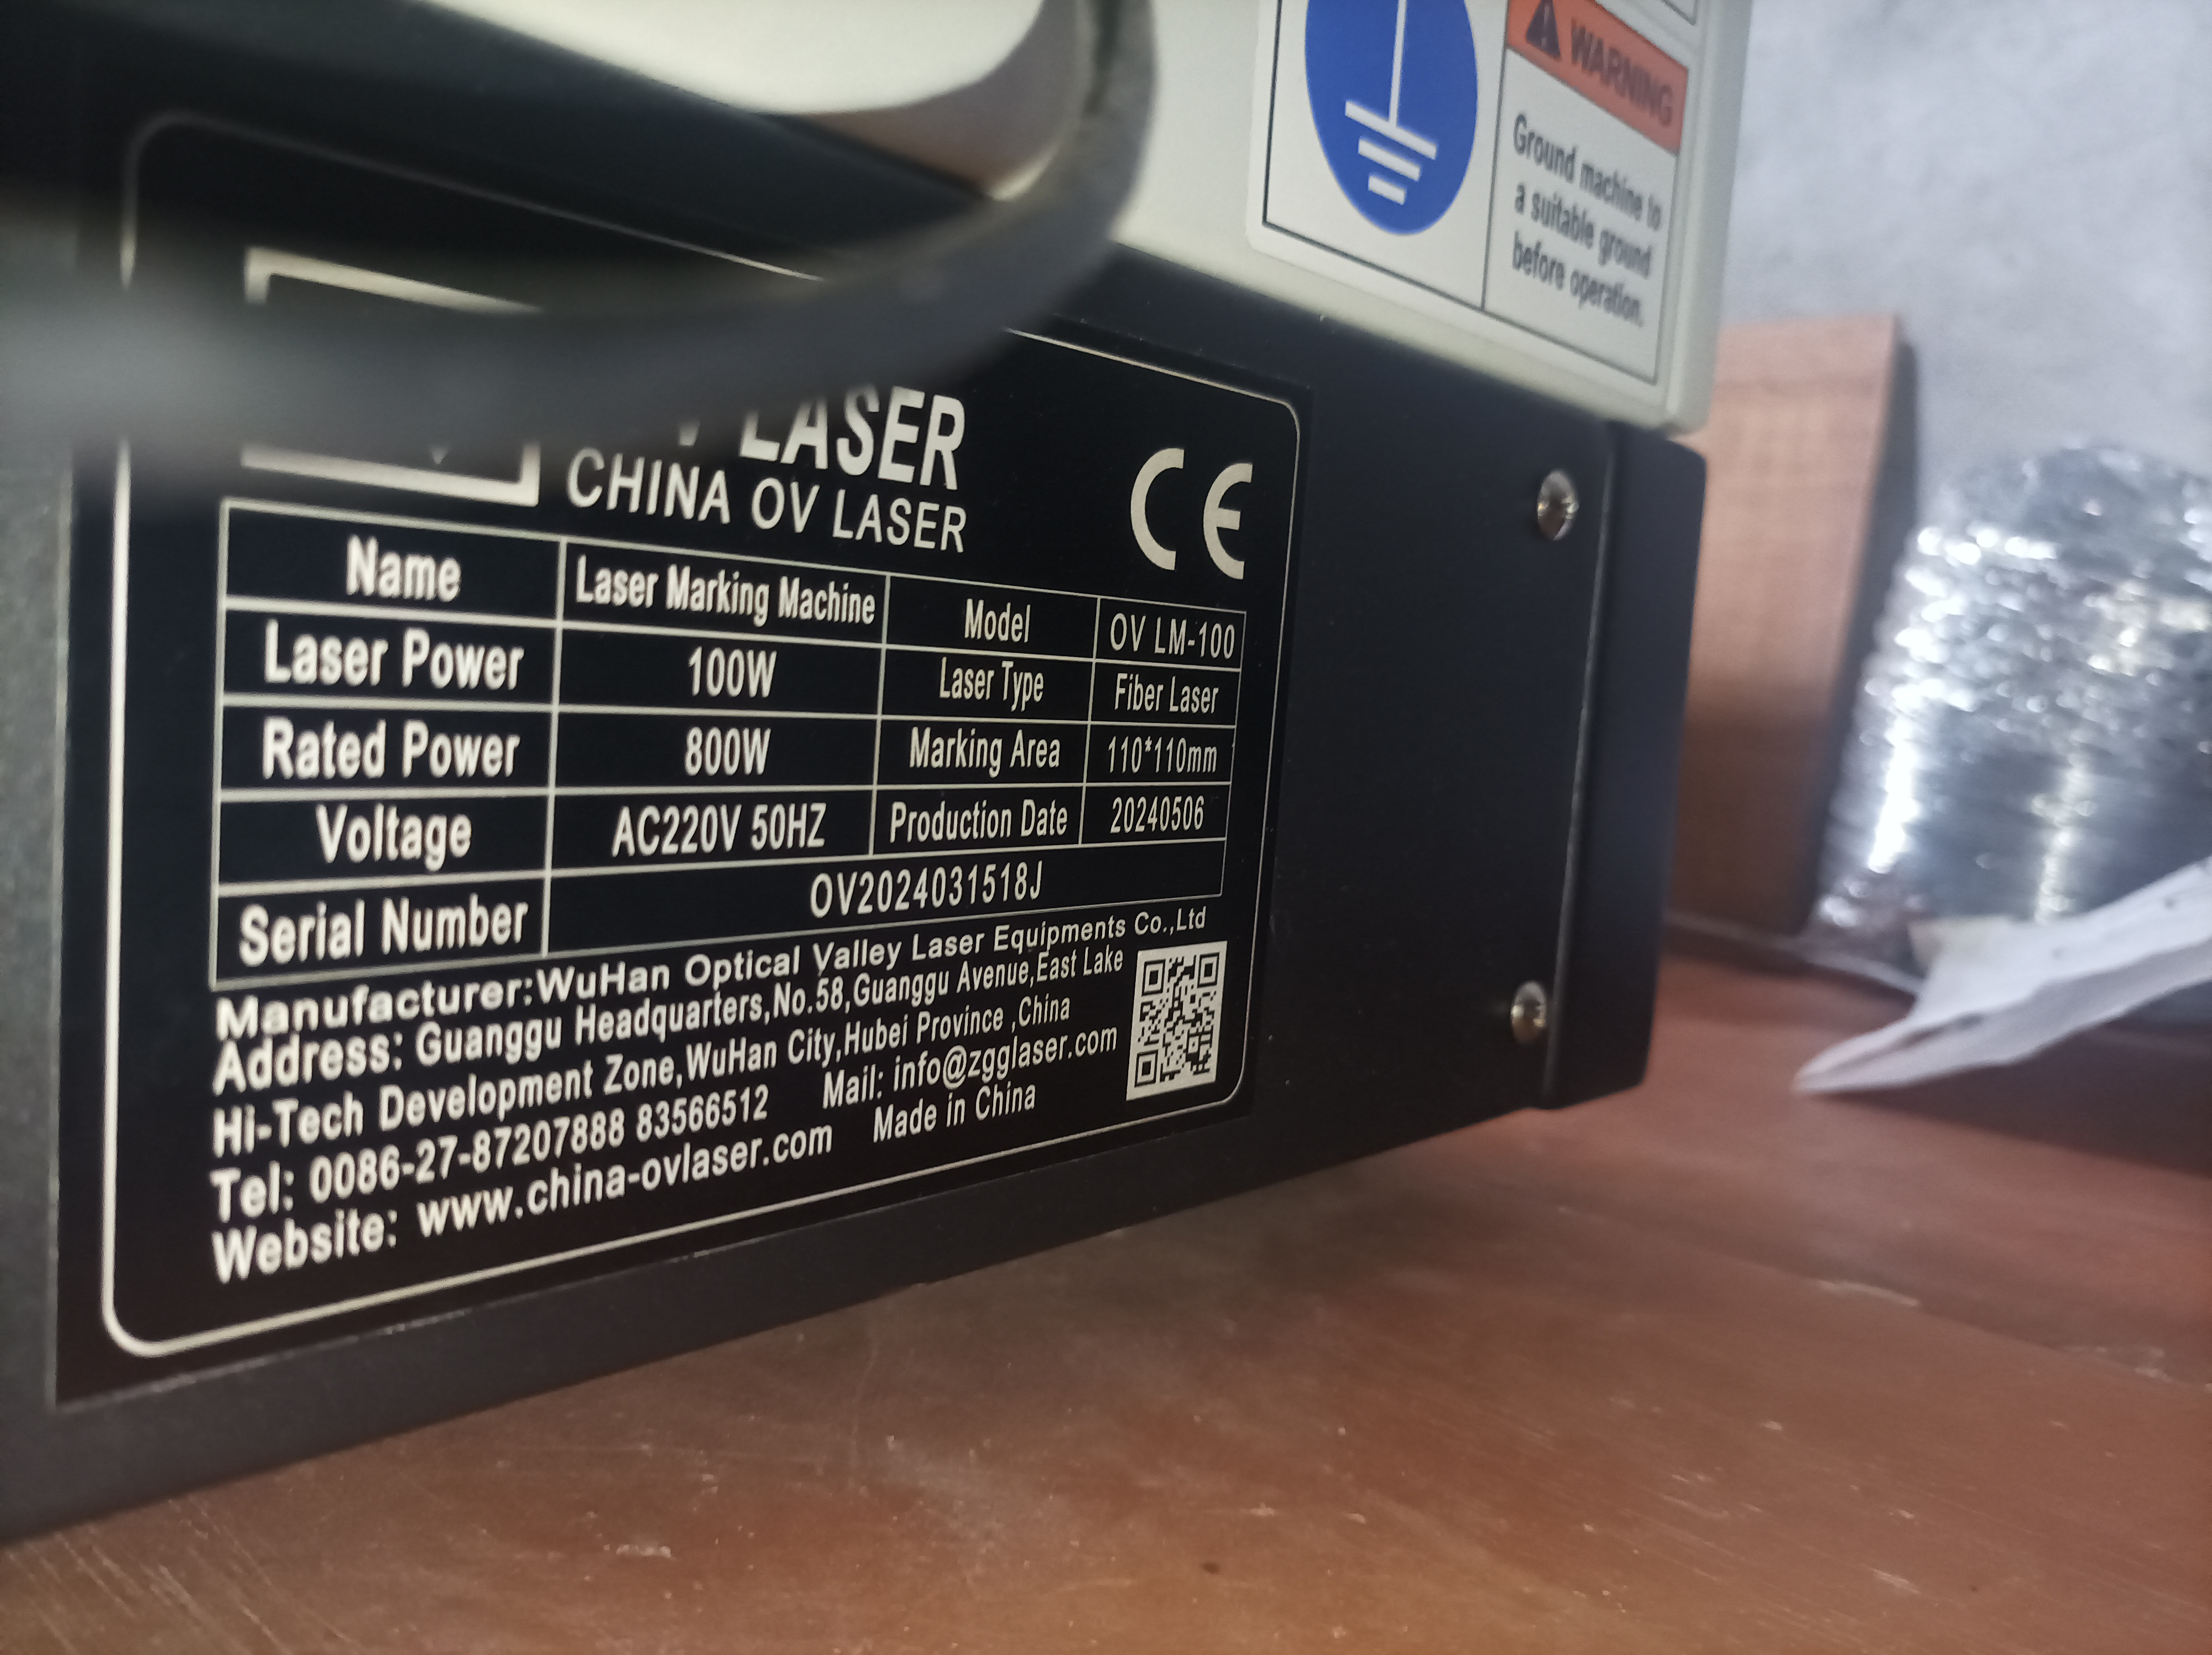 WARNING
Ground machine to
a suitable ground
before operation.
LASER
CHINA OV LASER
CE
Name Laser Marking Machine Model OV LM-100
Laser Power 100W Laser Type Fiber Laser
Rated Power 800W Marking Area 110*110mm
Voltage AC220V 50HZ Production Date 20240506
Serial Number OV2024031518J
Manufacturer:WuHan Optical Valley Laser Equipments Co.,Ltd
Address: Guanggu Headquarters,No.58,Guanggu Avenue,East Lake
Hi-Tech Development Zone,WuHan City,Hubei Province ,China
Tel: 0086-27-87207888 83566512 Mail: info@zgglaser.com
Website: www.china-ovlaser.com Made in China